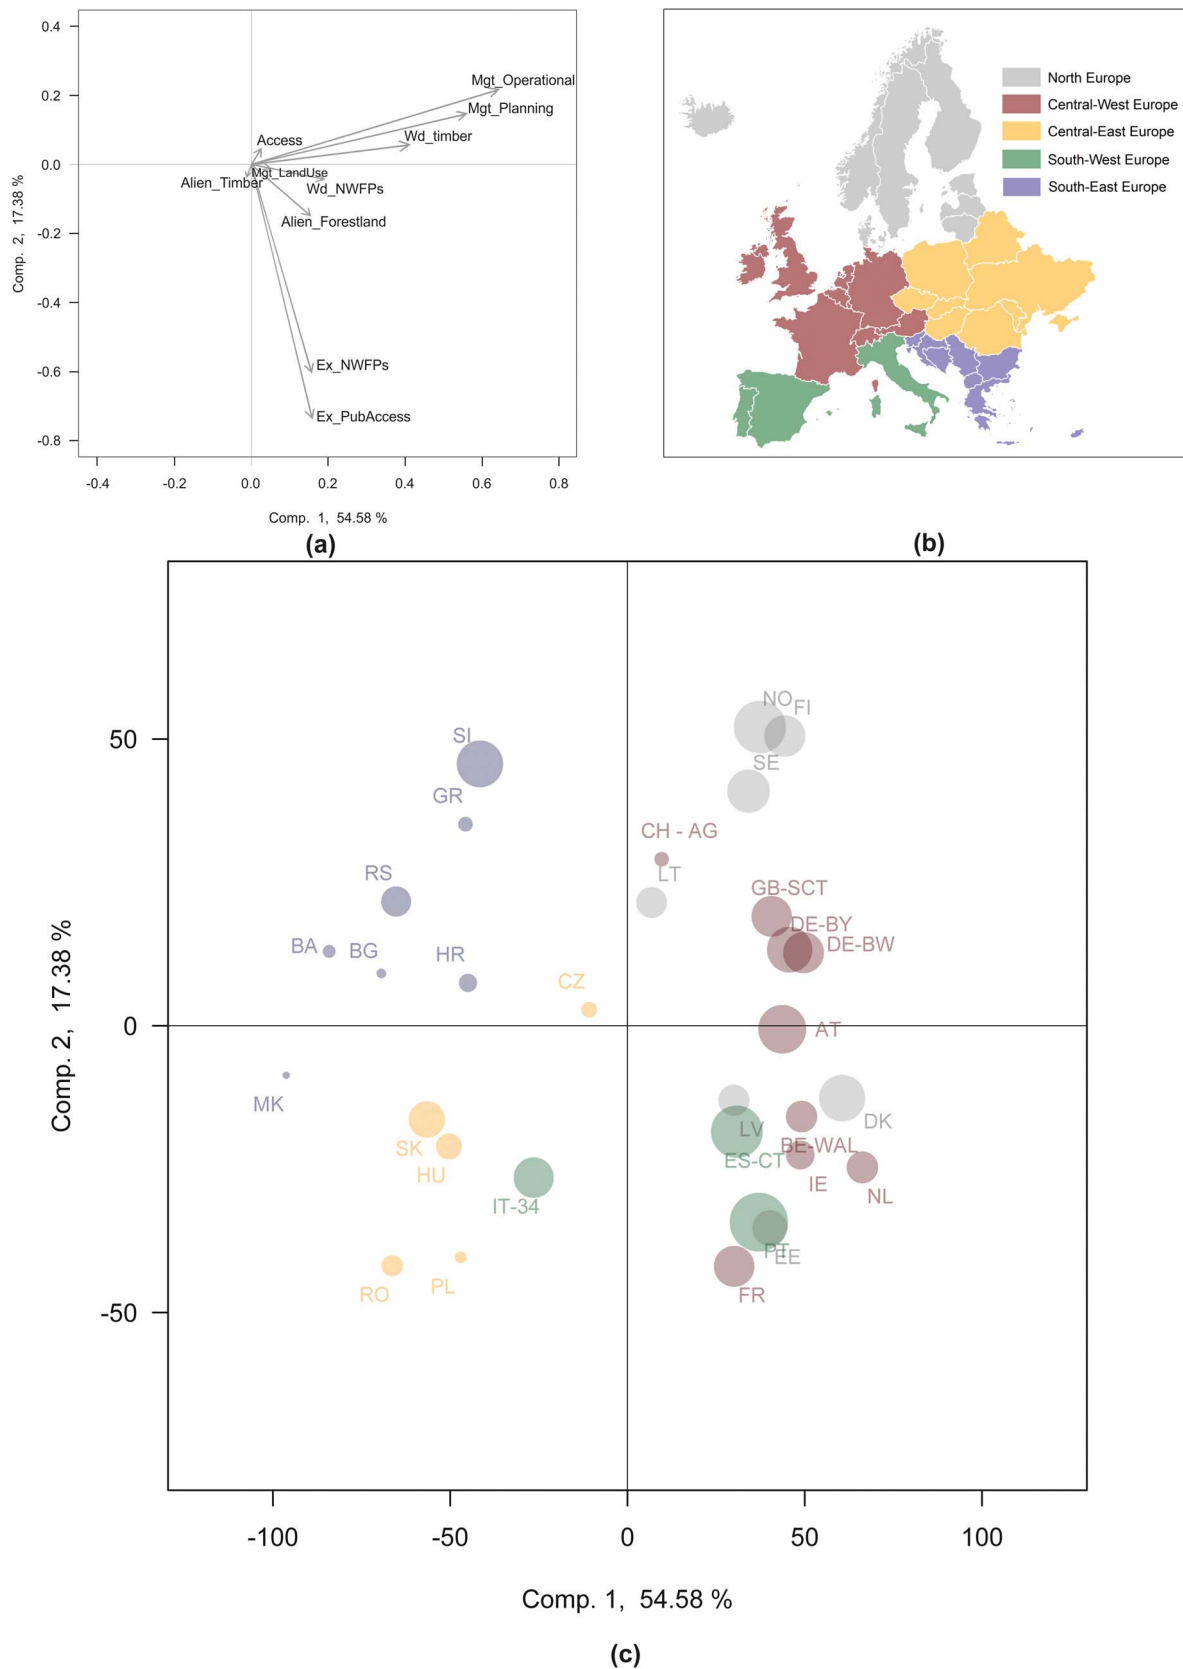 0.4
0.2
0.0
-0.2
-0.4
-0.6
-0.8
Comp. 2, 17.38 %
Mgt_Operational
Mgt_Planning
Wd_timber
Access
Mgt_LandUse
Alien_Timber
Wd_NWFPs
Alien_Forestland
Ex_NWFPs
Ex_PubAccess
-0.4 -0.2 0.0 0.2 0.4 0.6 0.8
Comp. 1, 54.58 %
(a)
North Europe
Central-West Europe
Central-East Europe
South-West Europe
South-East Europe
(b)
50
0
-50
Comp. 2, 17.38 %
NO
FI
SI
SE
GR
CH - AG
RS
LT
GB-SCT
DE-BY
DE-BW
BA
BG
HR
CZ
AT
MK
DK
LV
BE-WAL
SK
ES-CT
HU
IE
NL
IT-34
PT
EE
PL
RO
FR
-100 -50 0 50 100
Comp. 1, 54.58 %
(c)